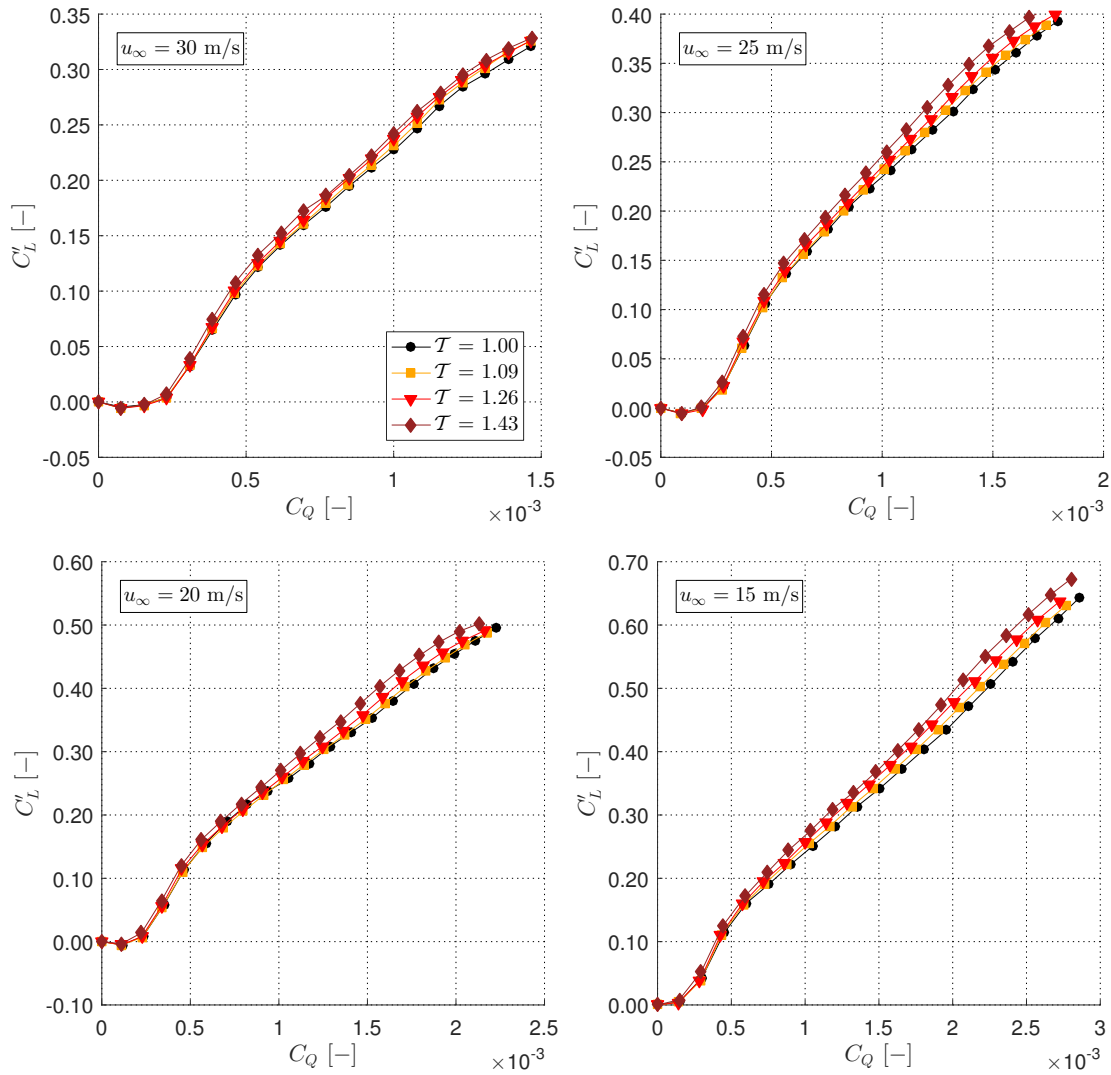 u∞ = 30 m/s
0.35
0.30
0.25
0.20
0.15
0.10
0.05
0.00
-0.05
C′L [−]
0 0.5 1 1.5
CQ [−]
×10⁻³
𝒯 = 1.00
𝒯 = 1.09
𝒯 = 1.26
𝒯 = 1.43
u∞ = 25 m/s
0.40
0.35
0.30
0.25
0.20
0.15
0.10
0.05
0.00
-0.05
C′L [−]
0 0.5 1 1.5 2
CQ [−]
×10⁻³
u∞ = 20 m/s
0.60
0.50
0.40
0.30
0.20
0.10
0.00
-0.10
C′L [−]
0 0.5 1 1.5 2 2.5
CQ [−]
×10⁻³
u∞ = 15 m/s
0.70
0.60
0.50
0.40
0.30
0.20
0.10
0.00
C′L [−]
0 0.5 1 1.5 2 2.5 3
CQ [−]
×10⁻³